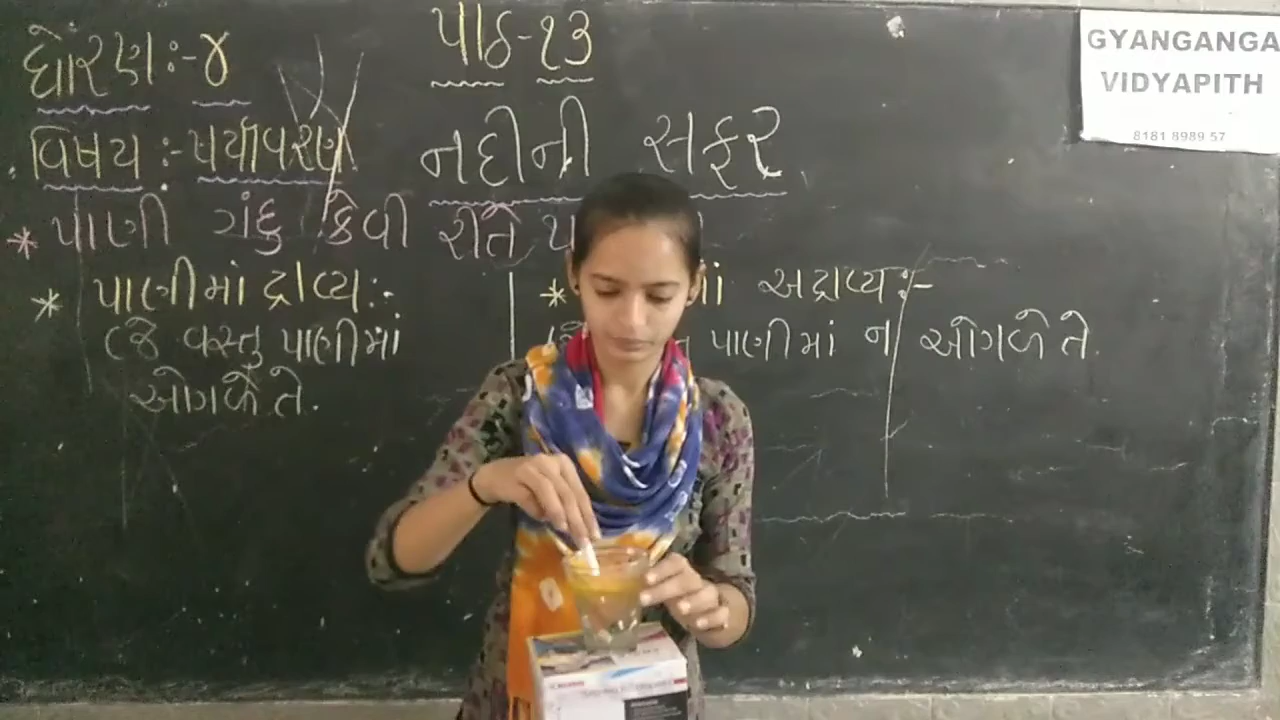 ધોરણ:-૪
પાઠ-૧૩
GYANGANGA
VIDYAPITH
8181 8989 57
વિષય:-પર્યાવરણ
નદીની સફર
* પાણી ગંદુ કેવી રીતે
* પાણીમાં દ્રાવ્ય:-
(જે વસ્તુ પાણીમાં
ઓગળે તે.
* માં અદ્રાવ્ય:-
પાણીમાં ન ઓગળે તે.